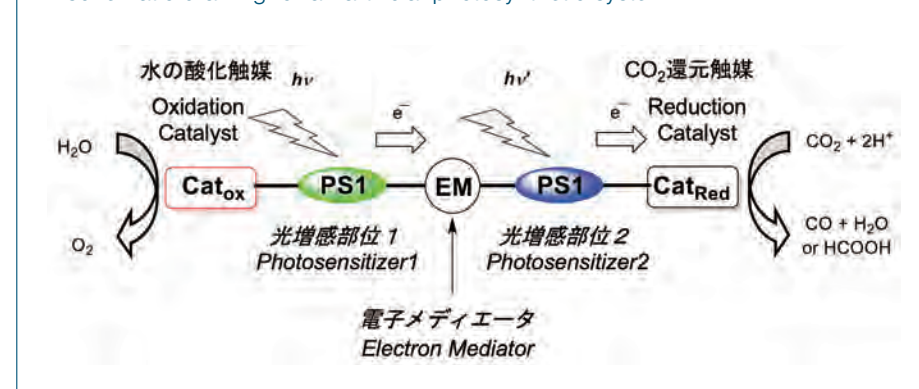 水の酸化触媒
hν
hν'
CO₂還元触媒
Oxidation
Catalyst
e⁻
e⁻
Reduction
Catalyst
H₂O
CO₂ + 2H⁺
Cat_ox
PS1
EM
PS1
Cat_Red
O₂
CO + H₂O
or HCOOH
光増感部位 1
Photosensitizer1
光増感部位 2
Photosensitizer2
電子メディエータ
Electron Mediator